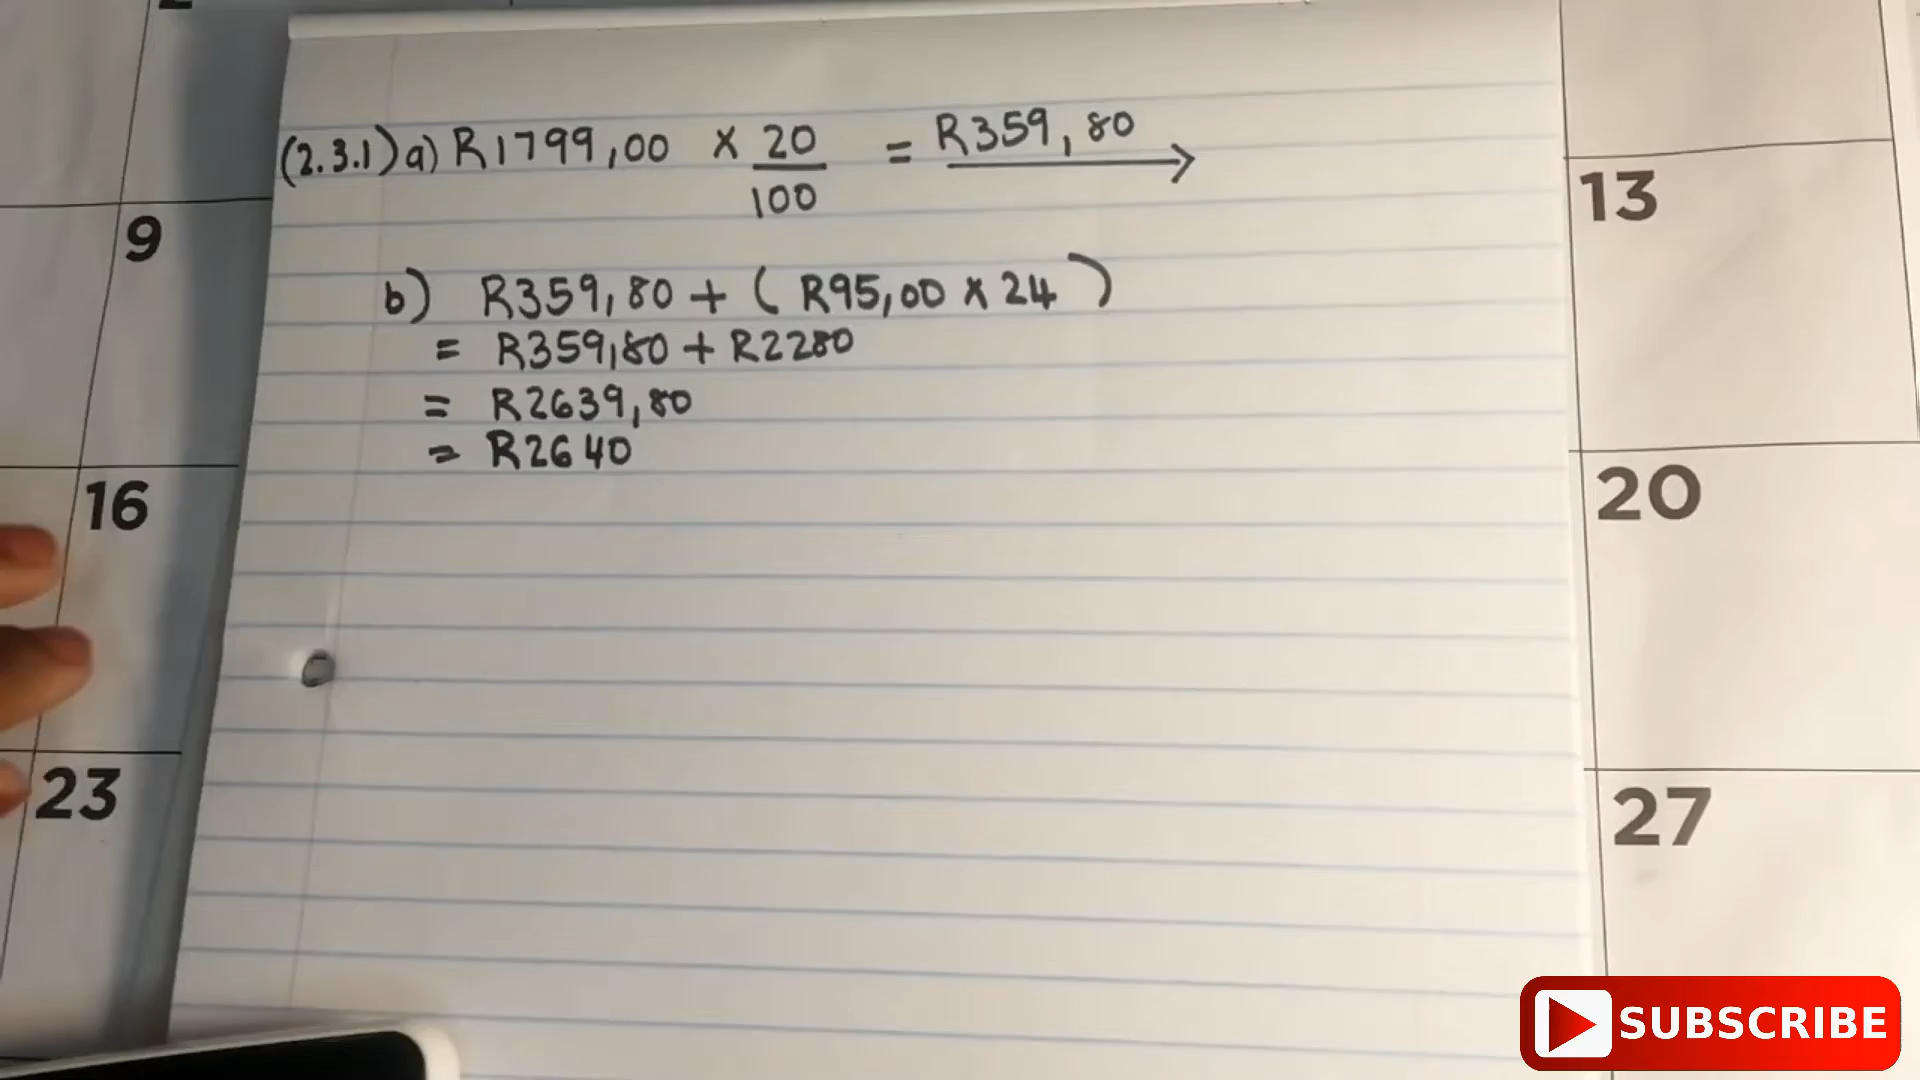 (2.3.1) a) R1799,00 × 20/100 = R359,80
b) R359,80 + ( R95,00 × 24 )
= R359,80 + R2280
= R2639,80
= R2640
9
16
23
13
20
27
SUBSCRIBE